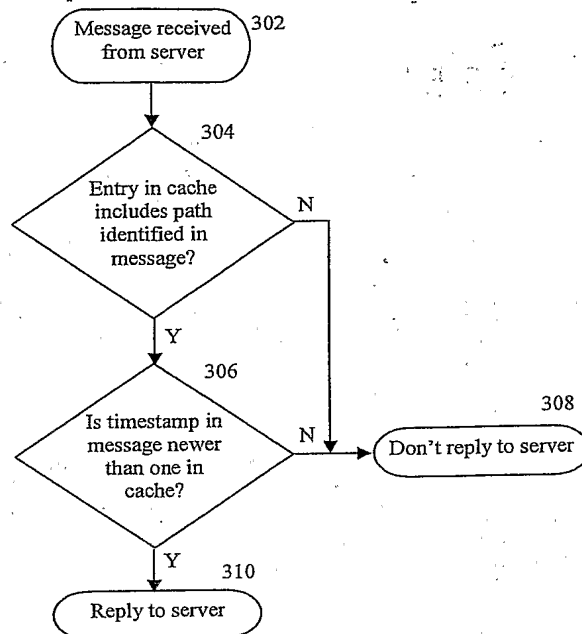 Message received
from server
302
304
Entry in cache
includes path
identified in
message?
N
Y
306
Is timestamp in
message newer
than one in
cache?
N
308
Don't reply to server
Y
310
Reply to server